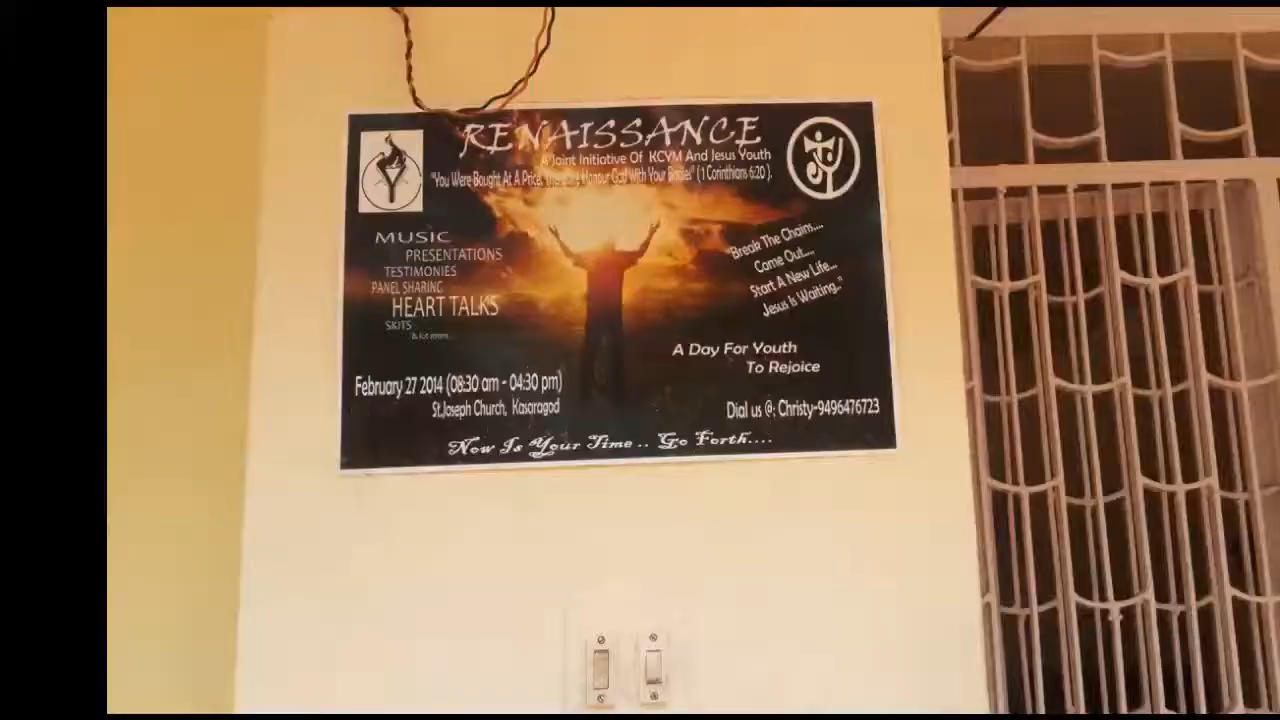 RENAISSANCE
A Joint Initiative Of KCYM And Jesus Youth
"You Were Bought At A Price, Therefore Honour God With Your Bodies" ( 1 Corinthians 6:20 ).
MUSIC
PRESENTATIONS
TESTIMONIES
PANEL SHARING
HEART TALKS
SKITS
& lot more...
"Break The Chains....
Come Out....
Start A New Life...
Jesus Is Waiting.."
A Day For Youth
To Rejoice
February 27 2014 (08:30 am - 04:30 pm)
St.Joseph Church, Kasaragod
Dial us @: Christy-9496476723
Now Is Your Time .. Go Forth....